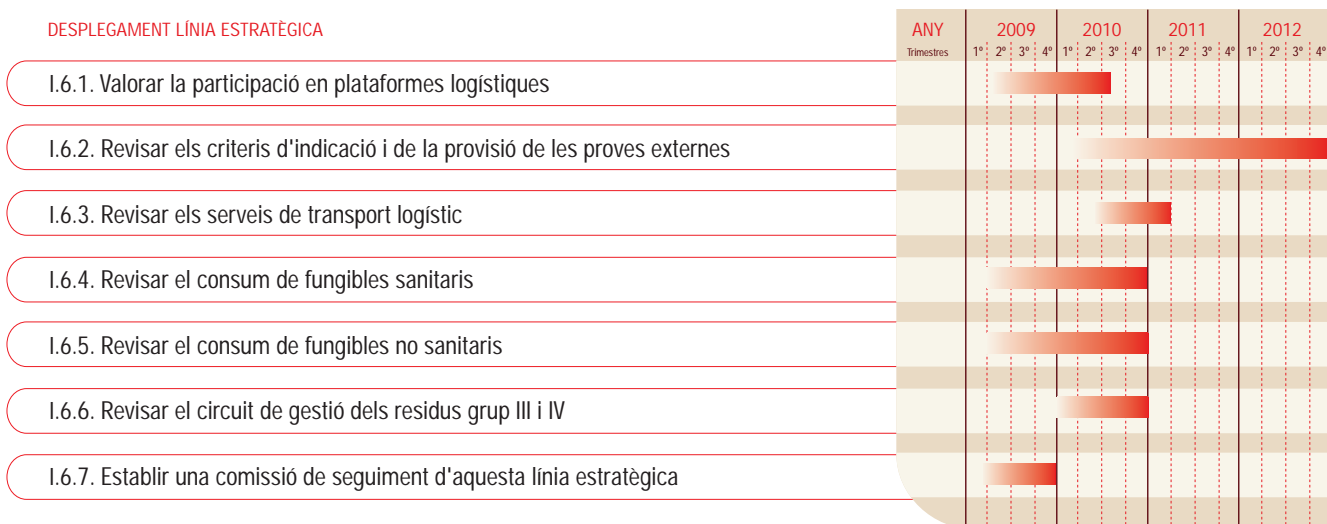 DESPLEGAMENT LÍNIA ESTRATÈGICA
ANY 2009 2010 2011 2012
Trimestres 1º 2º 3º 4º 1º 2º 3º 4º 1º 2º 3º 4º 1º 2º 3º 4º
I.6.1. Valorar la participació en plataformes logístiques
I.6.2. Revisar els criteris d'indicació i de la provisió de les proves externes
I.6.3. Revisar els serveis de transport logístic
I.6.4. Revisar el consum de fungibles sanitaris
I.6.5. Revisar el consum de fungibles no sanitaris
I.6.6. Revisar el circuit de gestió dels residus grup III i IV
I.6.7. Establir una comissió de seguiment d'aquesta línia estratègica